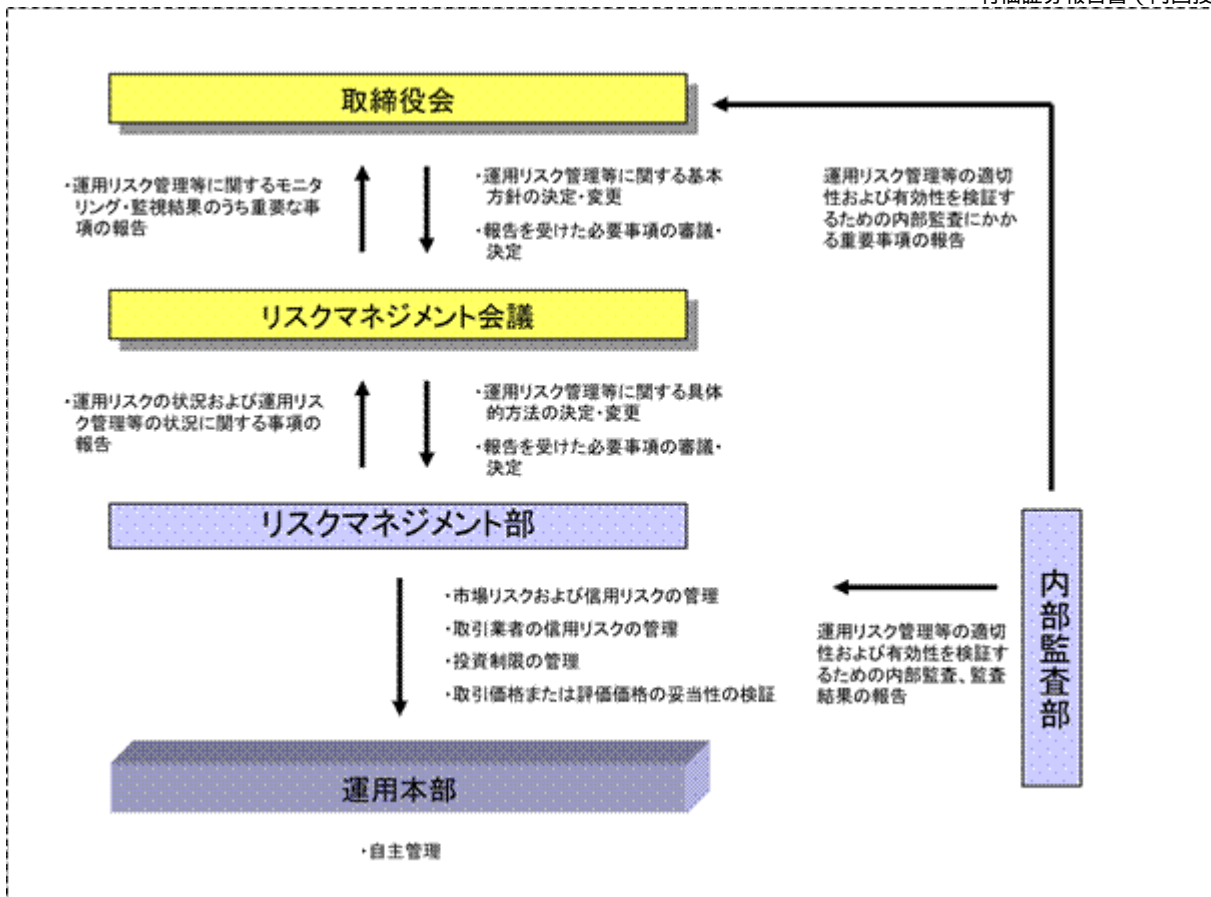 有価証券報告書（内国投
取締役会
・運用リスク管理等に関するモニタ
リング・監視結果のうち重要な事
項の報告
・運用リスク管理等に関する基本
方針の決定・変更
・報告を受けた必要事項の審議・
決定
運用リスク管理等の適切
性および有効性を検証す
るための内部監査にかか
る重要事項の報告
リスクマネジメント会議
・運用リスクの状況および運用リス
ク管理等の状況に関する事項の
報告
・運用リスク管理等に関する具体
的方法の決定・変更
・報告を受けた必要事項の審議・
決定
リスクマネジメント部
・市場リスクおよび信用リスクの管理
・取引業者の信用リスクの管理
・投資制限の管理
・取引価格または評価価格の妥当性の検証
運用リスク管理等の適切
性および有効性を検証す
るための内部監査、監査
結果の報告
内部監査部
運用本部
・自主管理